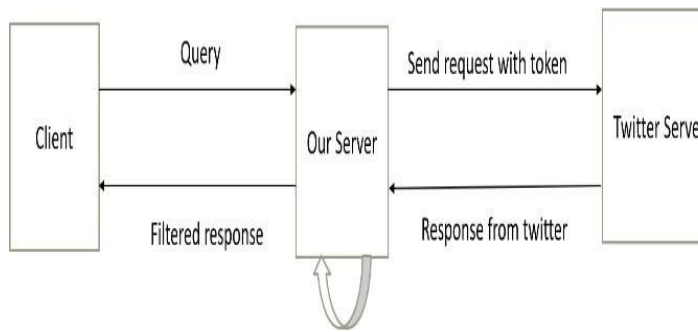 Query
Send request with token
Client
Our Server
Twitter Serve
Filtered response
Response from twitter